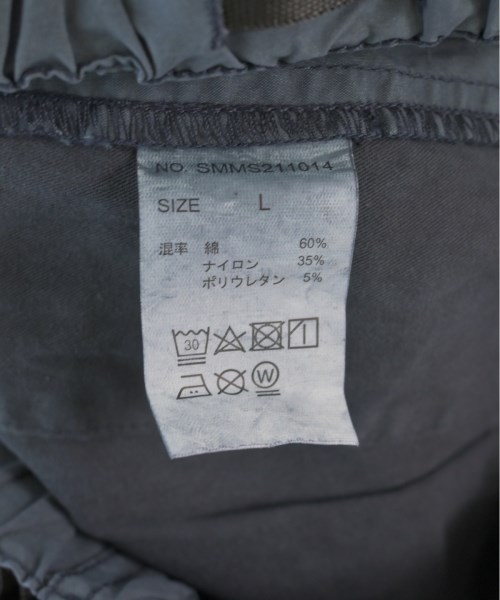 NO. SMMS211014
SIZE L
混率 綿 60%
ナイロン 35%
ポリウレタン 5%
30
W